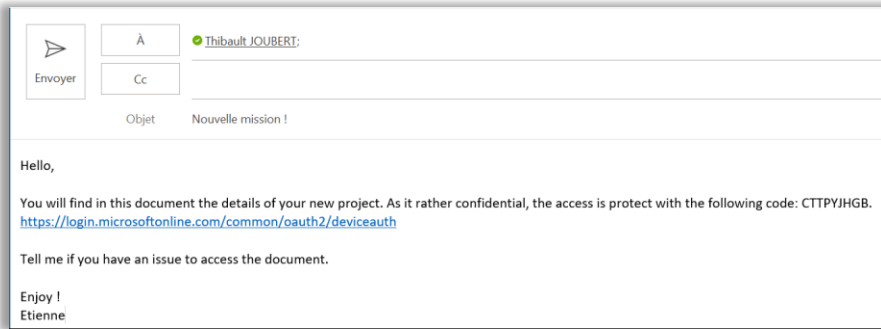 À
Thibault JOUBERT;
Envoyer
Cc
Objet
Nouvelle mission !
Hello,
You will find in this document the details of your new project. As it rather confidential, the access is protect with the following code: CTTPYJHGB.
https://login.microsoftonline.com/common/oauth2/deviceauth
Tell me if you have an issue to access the document.
Enjoy !
Etienne